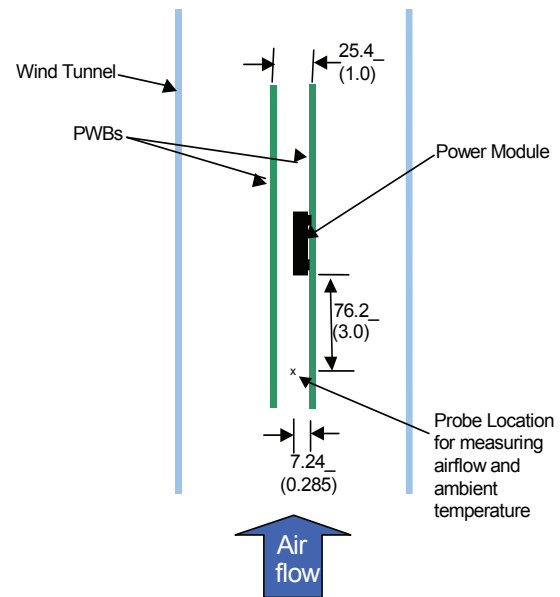 25.4_
(1.0)
Wind Tunnel
PWBs
Power Module
76.2_
(3.0)
x
Probe Location
for measuring
airflow and
ambient
temperature
7.24_
(0.285)
Air
flow